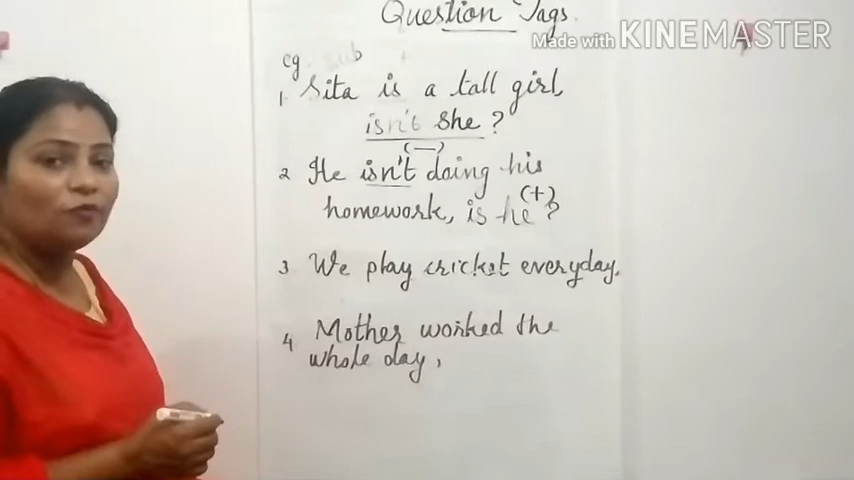 Question Tags.
Made with KINEMASTER
eg. sub +
1 Sita is a tall girl,
isn't she ?
(—)
2 He isn't doing his
homework, is he ?
(+)
3 We play cricket everyday,
4 Mother worked the
whole day,